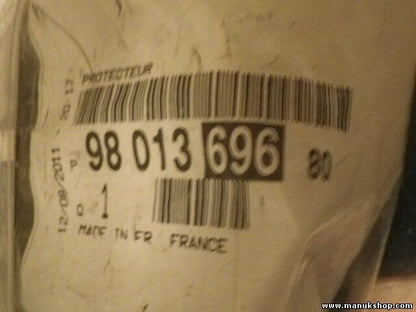 PROTECTEUR
P 98 013 696 80
Q 1
MADE IN FR FRANCE
12/08/2011
www.manukshop.com